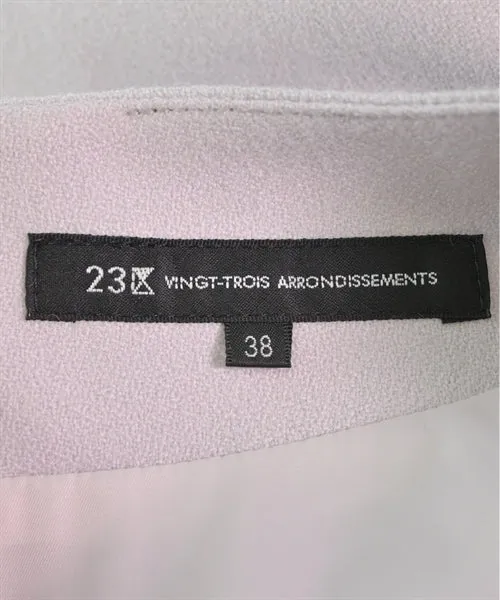 23区 VINGT-TROIS ARRONDISSEMENTS
38